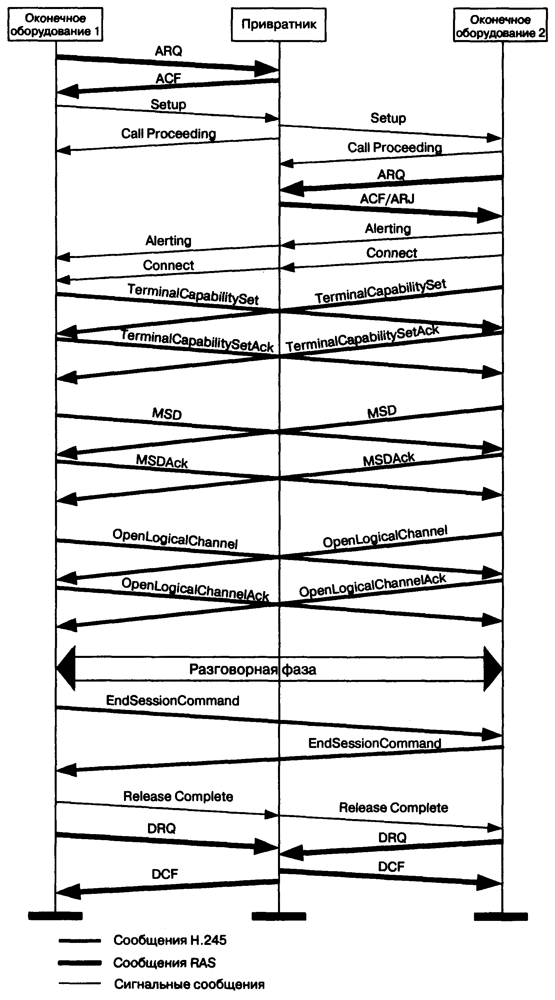 Оконечное
оборудование 1
Привратник
Оконечное
оборудование 2
ARQ
ACF
Setup
Setup
Call Proceeding
Call Proceeding
ARQ
ACF/ARJ
Alerting
Alerting
Connect
Connect
TerminalCapabilitySet
TerminalCapabilitySet
TerminalCapabilitySetAck
TerminalCapabilitySetAck
MSD
MSD
MSDAck
MSDAck
OpenLogicalChannel
OpenLogicalChannel
OpenLogicalChannelAck
OpenLogicalChannelAck
Разговорная фаза
EndSessionCommand
EndSessionCommand
Release Complete
Release Complete
DRQ
DRQ
DCF
DCF
Сообщения H.245
Сообщения RAS
Сигнальные сообщения